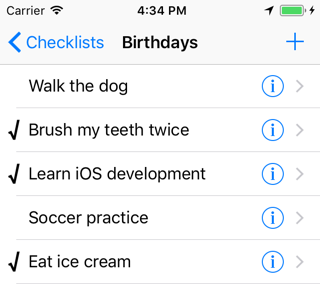 Carrier 4:34 PM
Checklists Birthdays +
Walk the dog
√ Brush my teeth twice
√ Learn iOS development
Soccer practice
√ Eat ice cream